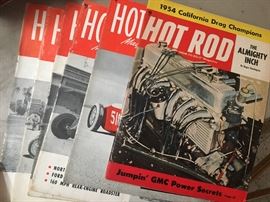 1954 California Drag Champions
HOT ROD
THE
ALMIGHTY
INCH
Jumpin' GMC Power Secrets
HOT
HO
H
H
NORT
FORD
160 MPH REAR-ENGINE ROADSTER